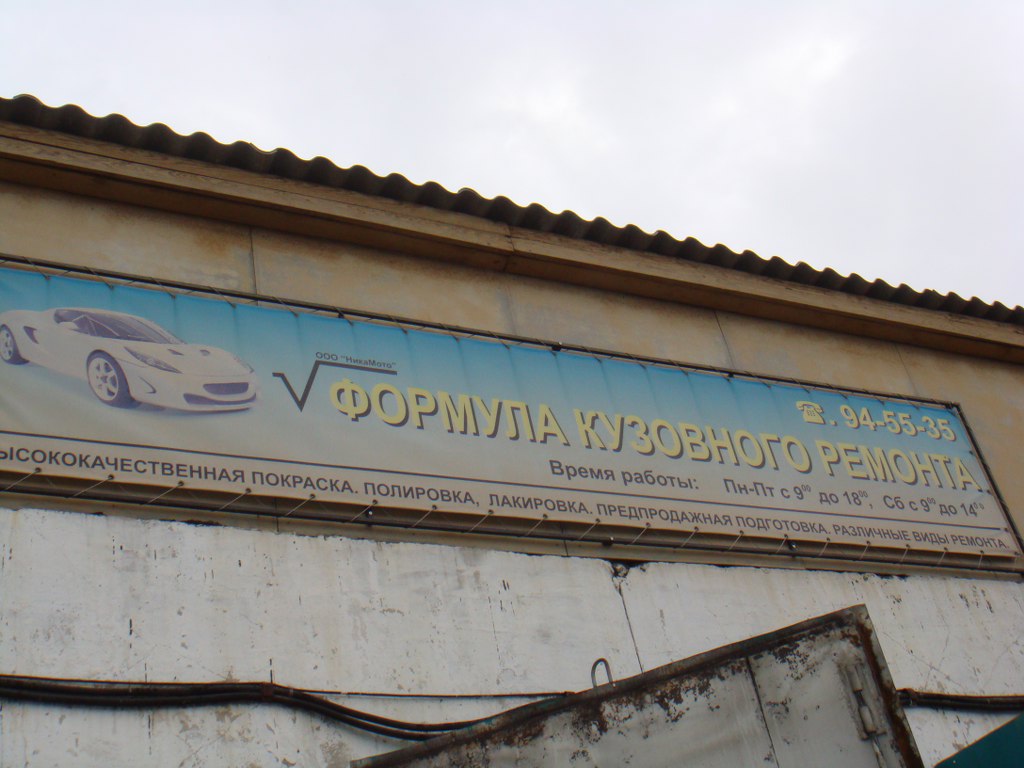 ООО "НикаМото"
☎. 94-55-35
√ФОРМУЛА КУЗОВНОГО РЕМОНТА
Время работы: Пн-Пт с 9⁰⁰ до 18⁰⁰, Сб с 9⁰⁰ до 14⁰⁰
ЫСОКОКАЧЕСТВЕННАЯ ПОКРАСКА. ПОЛИРОВКА, ЛАКИРОВКА. ПРЕДПРОДАЖНАЯ ПОДГОТОВКА. РАЗЛИЧНЫЕ ВИДЫ РЕМОНТА.